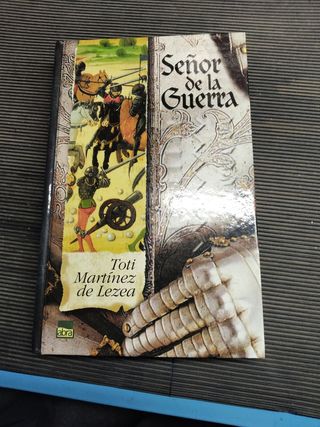 Señor
de la
Guerra
Toti
Martínez
de Lezea
abra